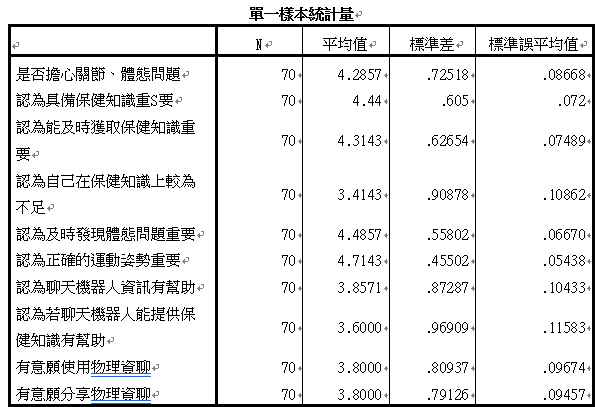 單一樣本統計量
N 平均值 標準差 標準誤平均值
是否擔心關節、體態問題 70 4.2857 .72518 .08668
認為具備保健知識重S要 70 4.44 .605 .072
認為能及時獲取保健知識重
要 70 4.3143 .62654 .07489
認為自己在保健知識上較為
不足 70 3.4143 .90878 .10862
認為及時發現體態問題重要 70 4.4857 .55802 .06670
認為正確的運動姿勢重要 70 4.7143 .45502 .05438
認為聊天機器人資訊有幫助 70 3.8571 .87287 .10433
認為若聊天機器人能提供保
健知識有幫助 70 3.6000 .96909 .11583
有意願使用物理資聊 70 3.8000 .80937 .09674
有意願分享物理資聊 70 3.8000 .79126 .09457